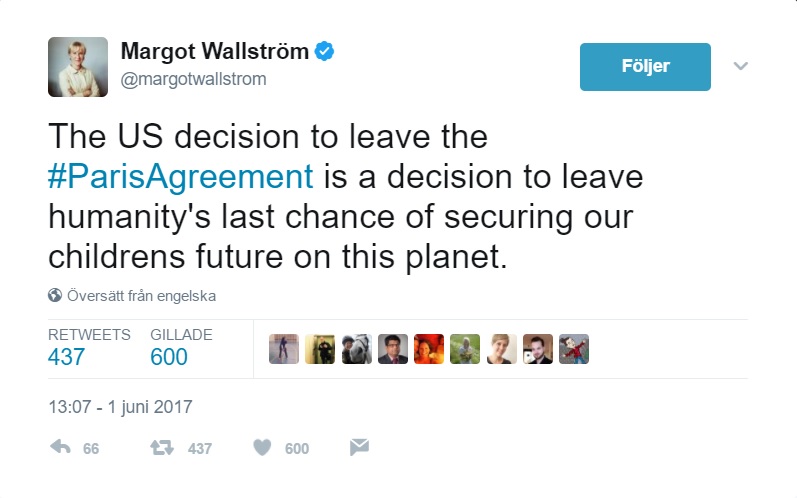 Margot Wallström
@margotwallstrom
Följer
The US decision to leave the
#ParisAgreement is a decision to leave
humanity's last chance of securing our
childrens future on this planet.
Översätt från engelska
RETWEETS GILLADE
437 600
13:07 - 1 juni 2017
66 437 600